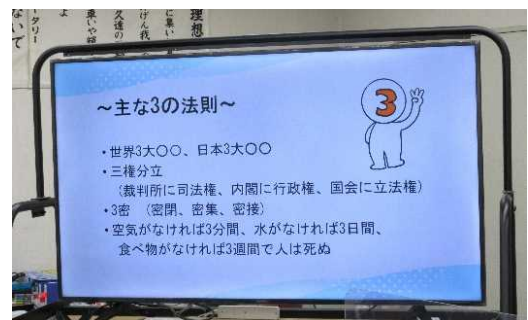 理想
～主な3の法則～
3
・世界3大〇〇、日本3大〇〇
・三権分立
（裁判所に司法権、内閣に行政権、国会に立法権）
・3密　（密閉、密集、密接）
・空気がなければ3分間、水がなければ3日間、
食べ物がなければ3週間で人は死ぬ